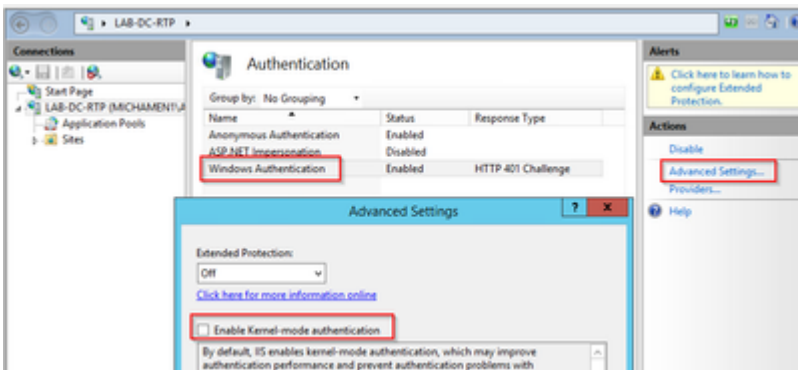 LAB-DC-RTP
Connections
Start Page
LAB-DC-RTP (MICHAMENT\A
Application Pools
Sites
Authentication
Group by: No Grouping
Name Status Response Type
Anonymous Authentication Enabled
ASP.NET Impersonation Disabled
Windows Authentication Enabled HTTP 401 Challenge
Alerts
Click here to learn how to
configure Extended
Protection.
Actions
Disable
Advanced Settings...
Providers...
Help
Advanced Settings
? x
Extended Protection:
Off
Click here for more information online
Enable Kernel-mode authentication
By default, IIS enables kernel-mode authentication, which may improve
authentication performance and prevent authentication problems with